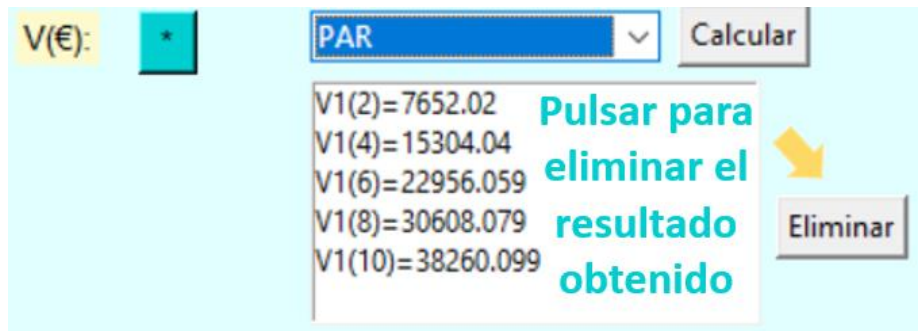 V(€):
*
PAR
Calcular
V1(2)=7652.02
V1(4)=15304.04
V1(6)=22956.059
V1(8)=30608.079
V1(10)=38260.099
Pulsar para
eliminar el
resultado
obtenido
Eliminar